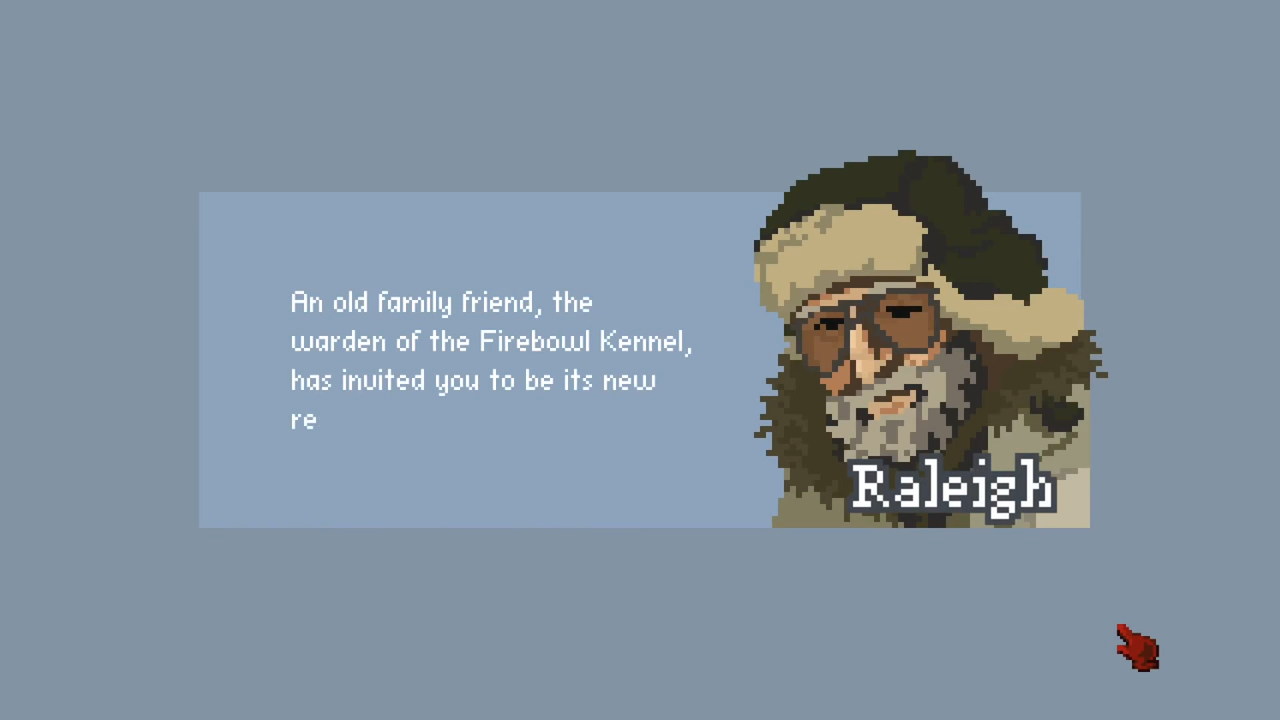 An old family friend, the
warden of the Firebowl Kennel,
has invited you to be its new
re
Raleigh